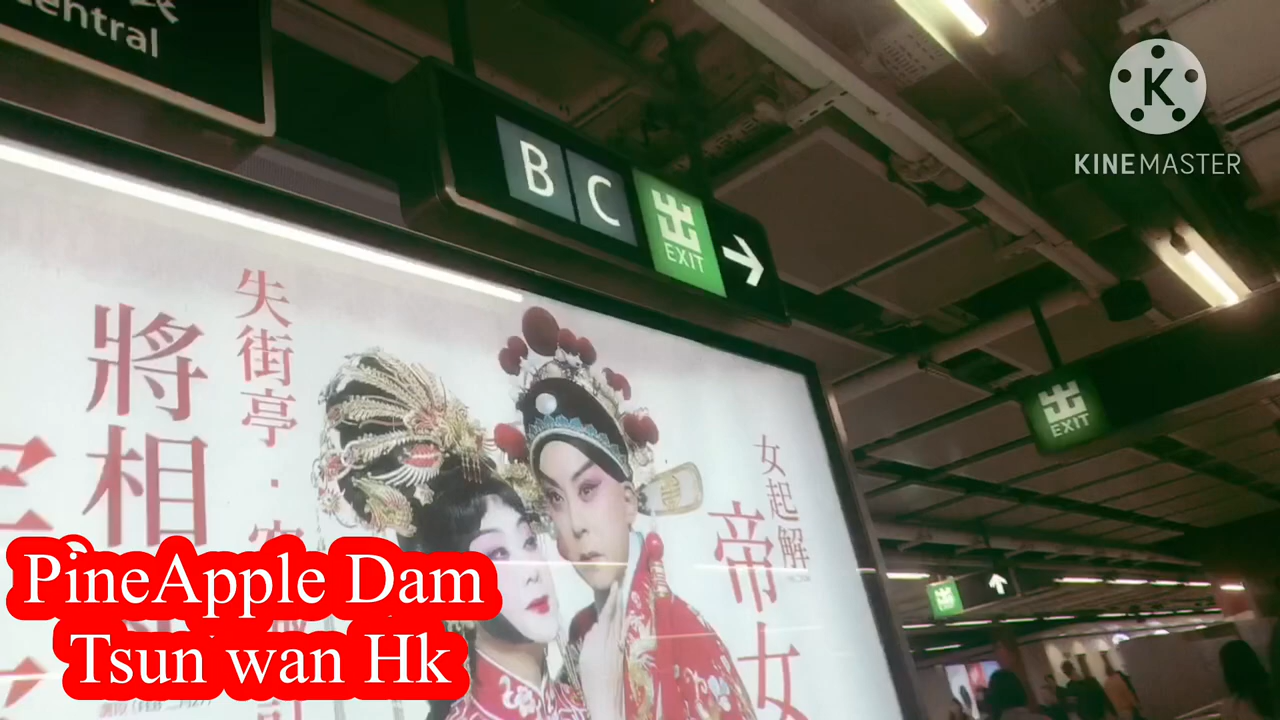 entral
B C 出 EXIT
K
KINEMASTER
出
EXIT
出
失街亭·空
將相
女起解
帝女
PineApple Dam
Tsun wan Hk